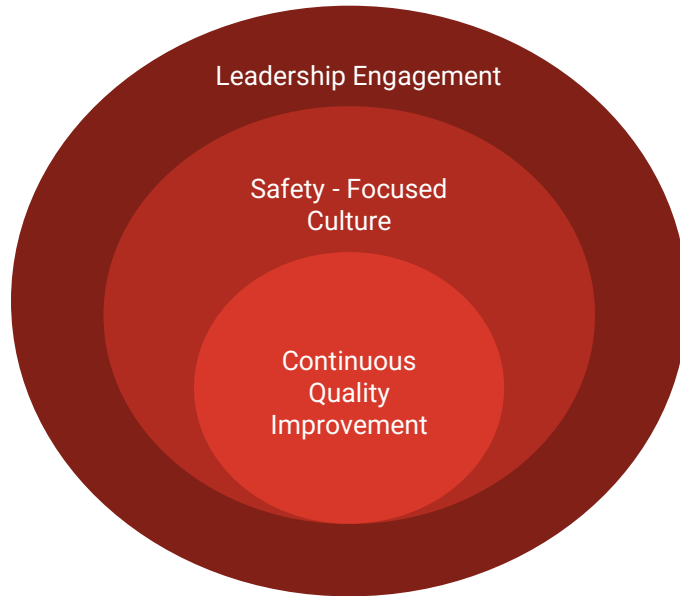 Leadership Engagement
Safety - Focused
Culture
Continuous
Quality
Improvement